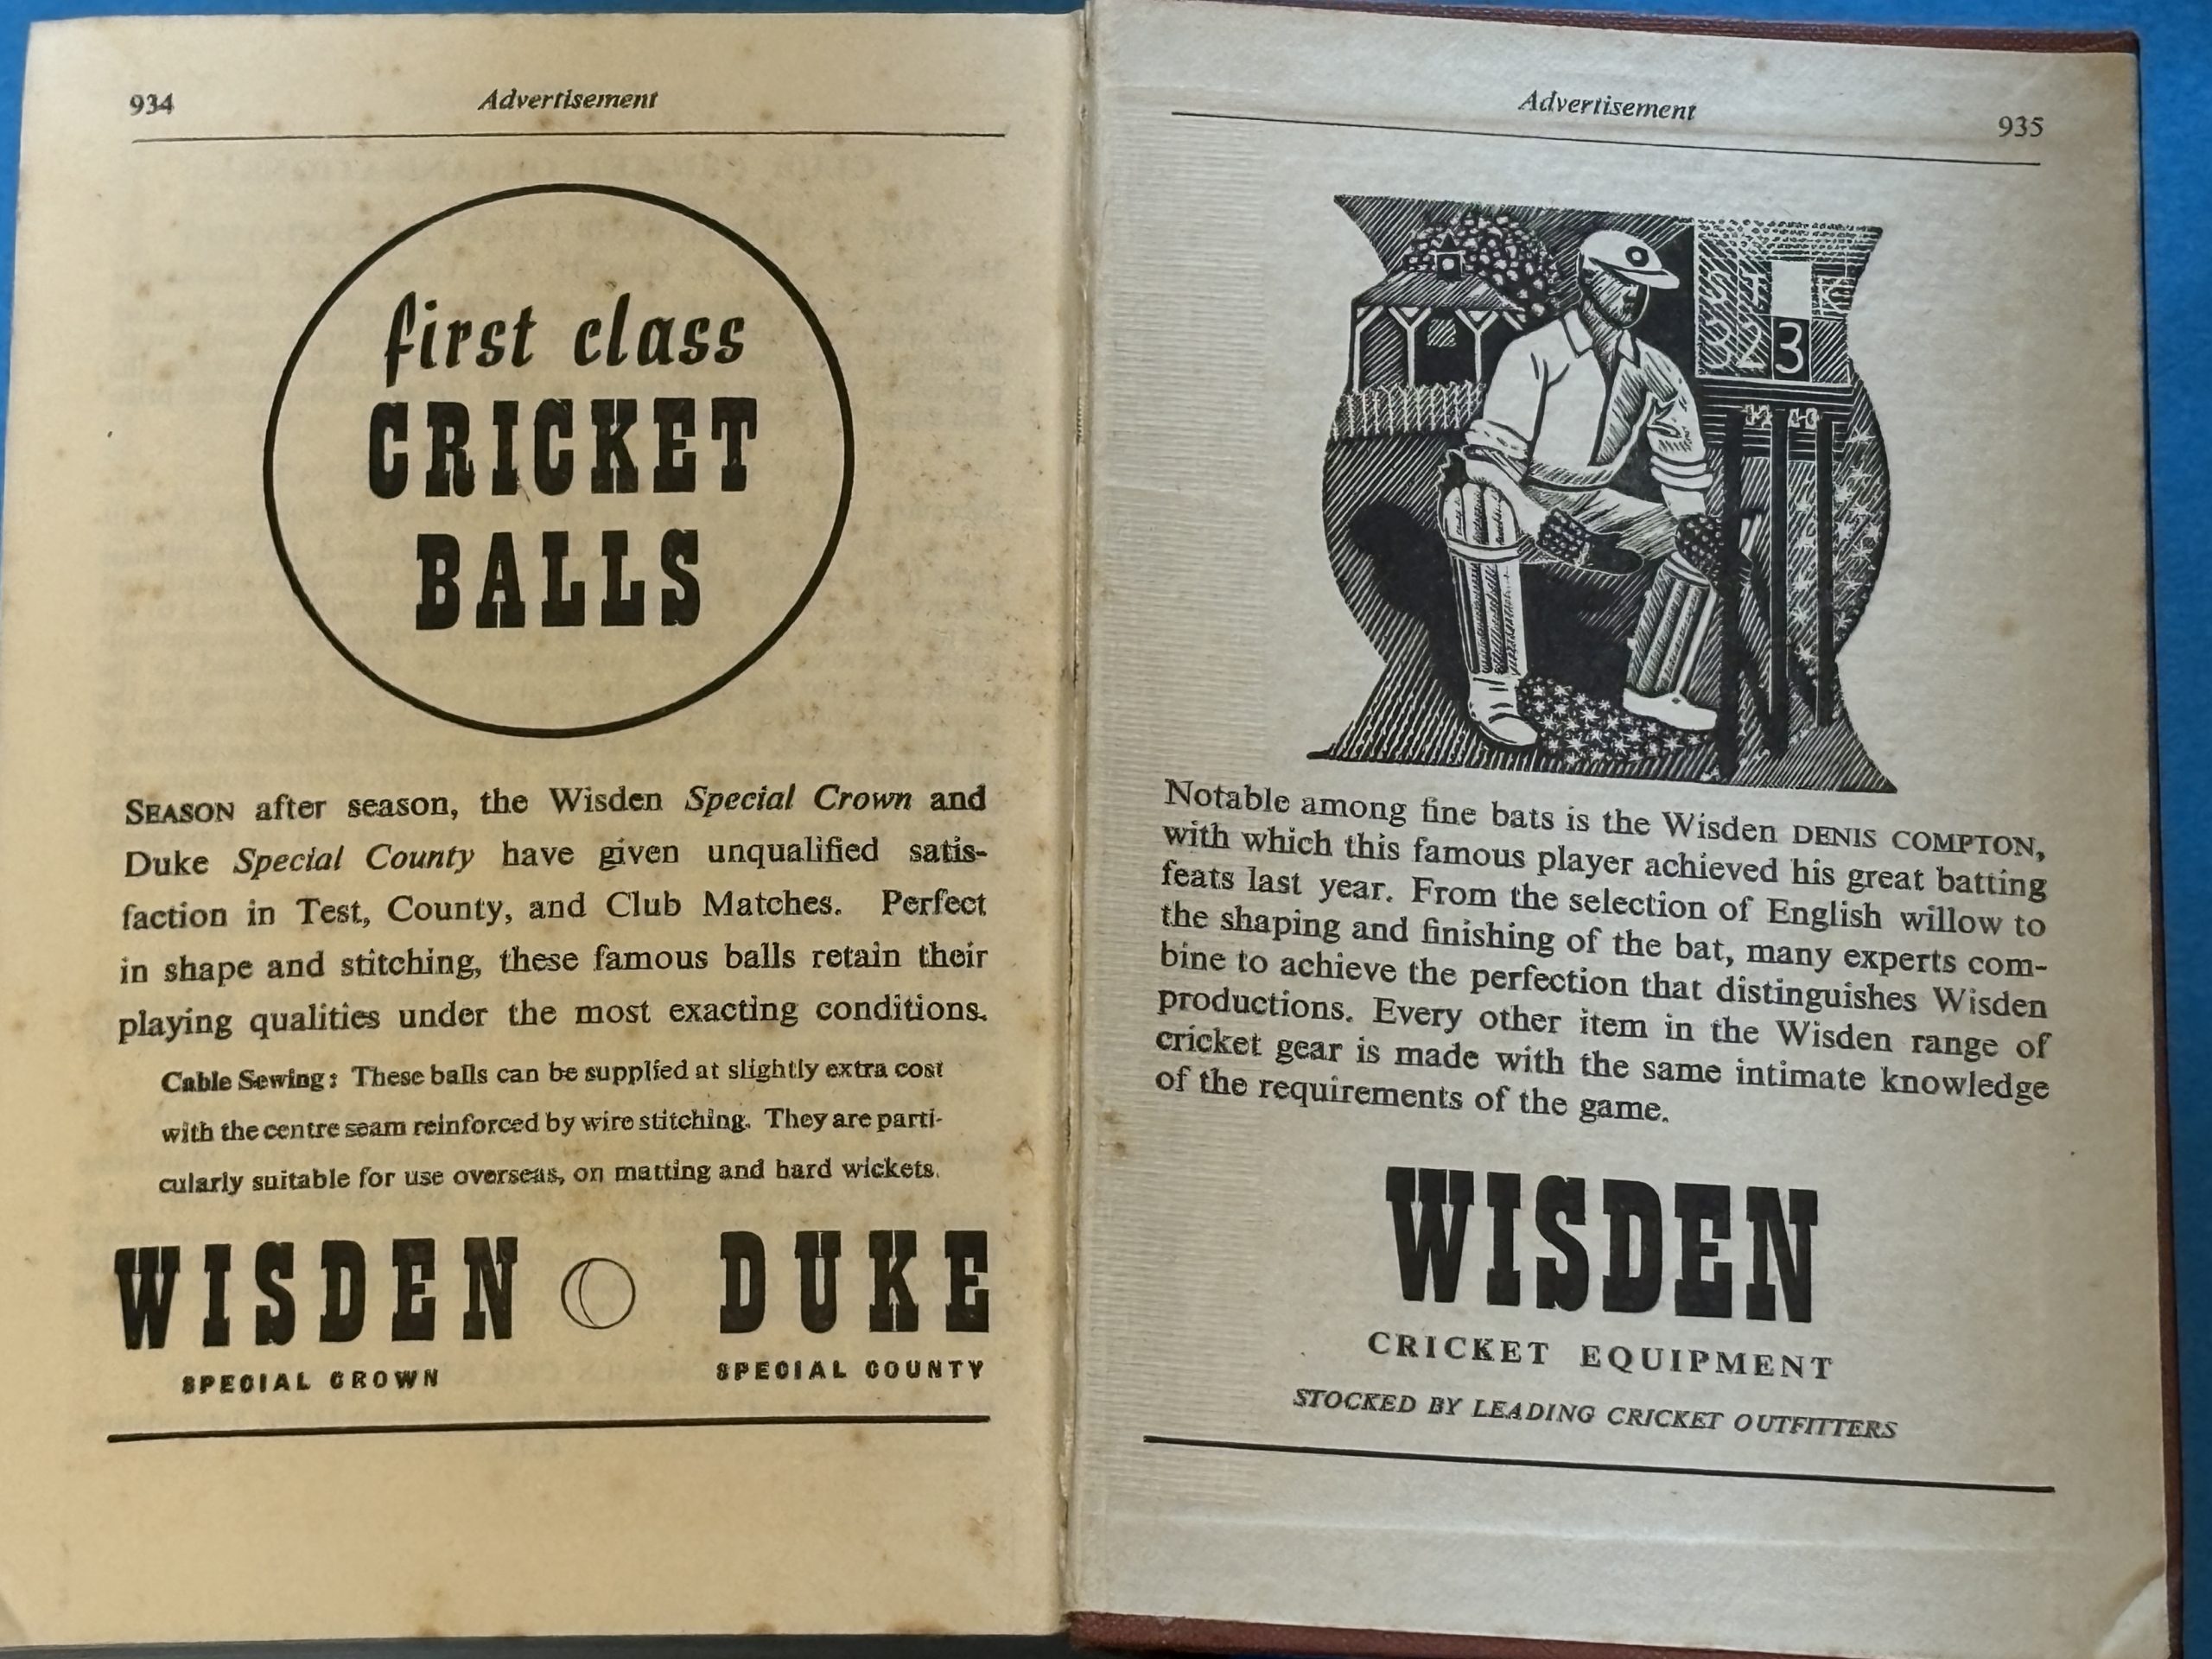 934
Advertisement
first class
CRICKET
BALLS
SEASON after season, the Wisden Special Crown and
Duke Special County have given unqualified satis-
faction in Test, County, and Club Matches. Perfect
in shape and stitching, these famous balls retain their
playing qualities under the most exacting conditions.
Cable Sewing: These balls can be supplied at slightly extra cost
with the centre seam reinforced by wire stitching. They are parti-
cularly suitable for use overseas, on matting and hard wickets.
WISDEN DUKE
SPECIAL CROWN SPECIAL COUNTY
Advertisement
935
323
Notable among fine bats is the Wisden DENIS COMPTON,
with which this famous player achieved his great batting
feats last year. From the selection of English willow to
the shaping and finishing of the bat, many experts com-
bine to achieve the perfection that distinguishes Wisden
productions. Every other item in the Wisden range of
cricket gear is made with the same intimate knowledge
of the requirements of the game.
WISDEN
CRICKET EQUIPMENT
STOCKED BY LEADING CRICKET OUTFITTERS